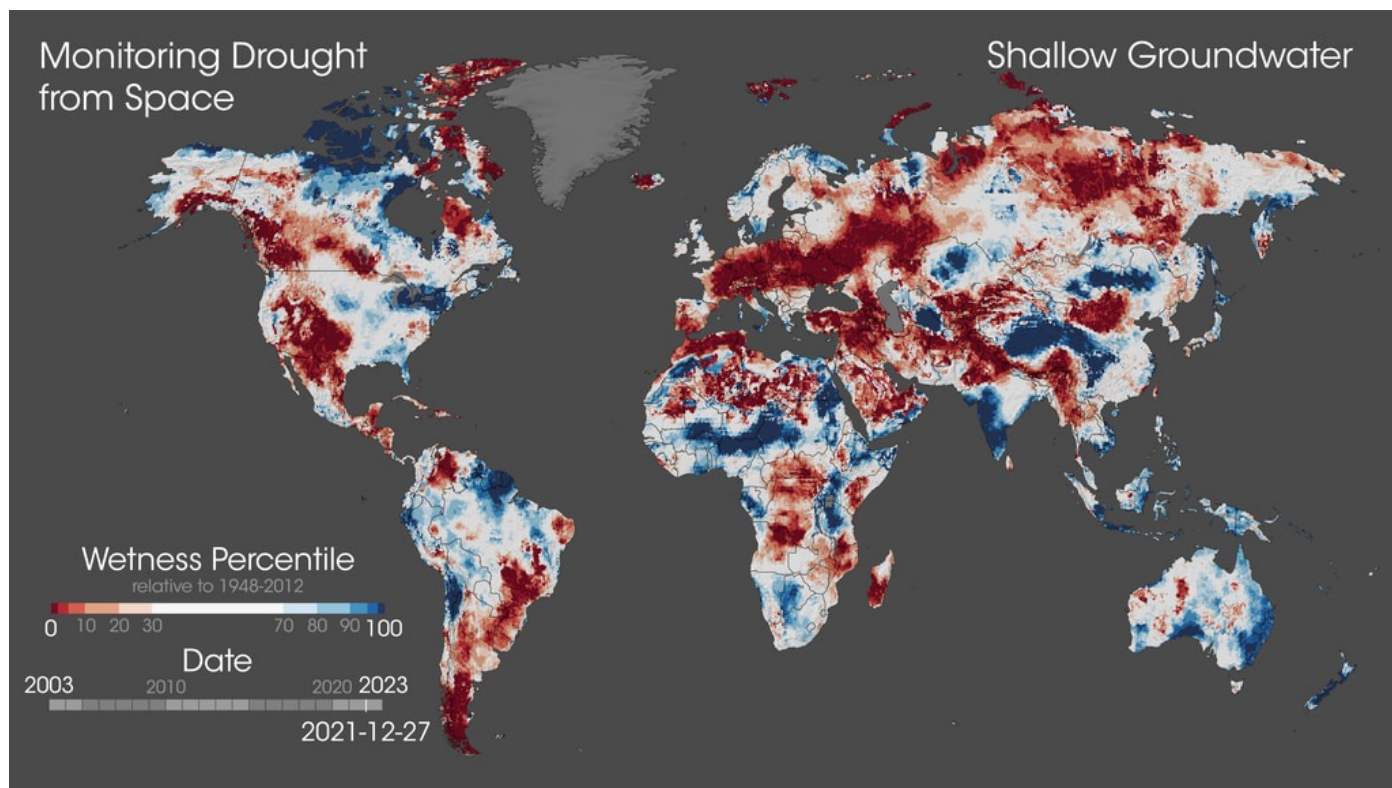 Monitoring Drought
from Space
Shallow Groundwater
Wetness Percentile
relative to 1948-2012
0 10 20 30 70 80 90 100
Date
2003 2010 2020 2023
2021-12-27